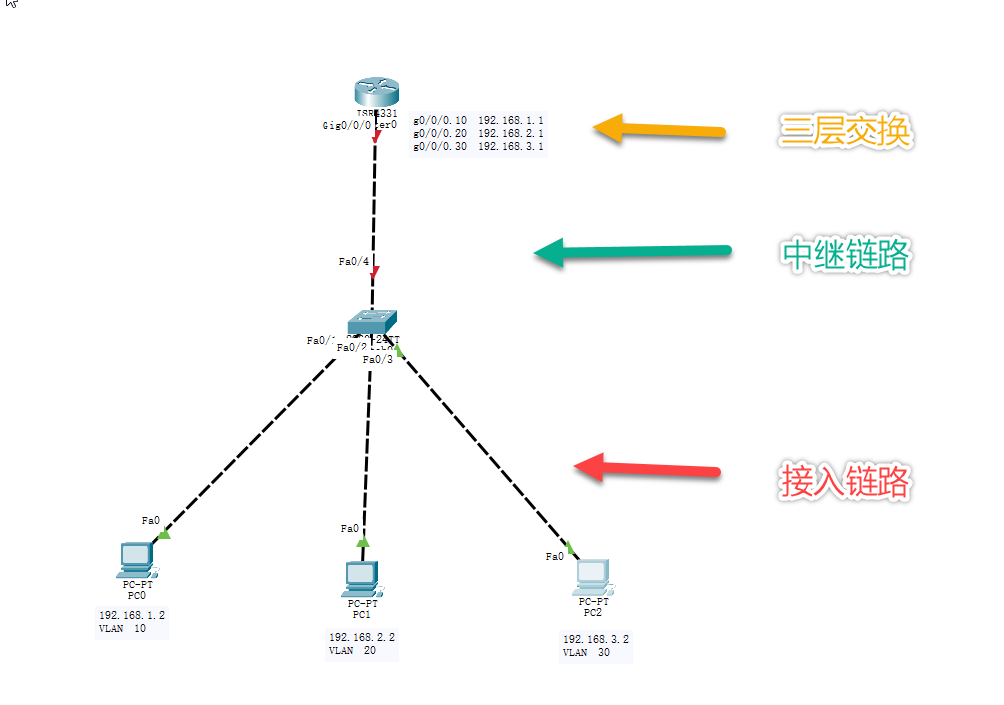 Gig0/0/0
g0/0/0.10 192.168.1.1
g0/0/0.20 192.168.2.1
g0/0/0.30 192.168.3.1
三层交换
Fa0/4
中继链路
Fa0/2
Fa0/3
接入链路
Fa0
PC-PT
PC0
192.168.1.2
VLAN 10
Fa0
PC-PT
PC1
192.168.2.2
VLAN 20
Fa0
PC-PT
PC2
192.168.3.2
VLAN 30